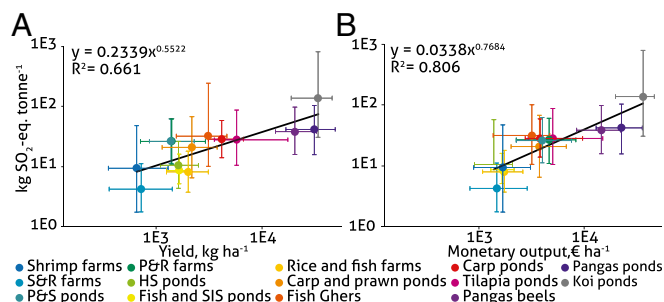 A
B
1E3
y = 0.2339x^0.5522
R²= 0.661
1E2
1E1
1E0
kg SO₂-eq. tonne⁻¹
1E3
1E4
Yield, kg ha⁻¹
1E3
y = 0.0338x^0.7684
R²= 0.806
1E2
1E1
1E0
1E3
1E4
Monetary output,€ ha⁻¹
Shrimp farms
P&R farms
Rice and fish farms
Carp ponds
Pangas ponds
S&R farms
HS ponds
Carp and prawn ponds
Tilapia ponds
Koi ponds
P&S ponds
Fish and SIS ponds
Fish Ghers
Pangas beels